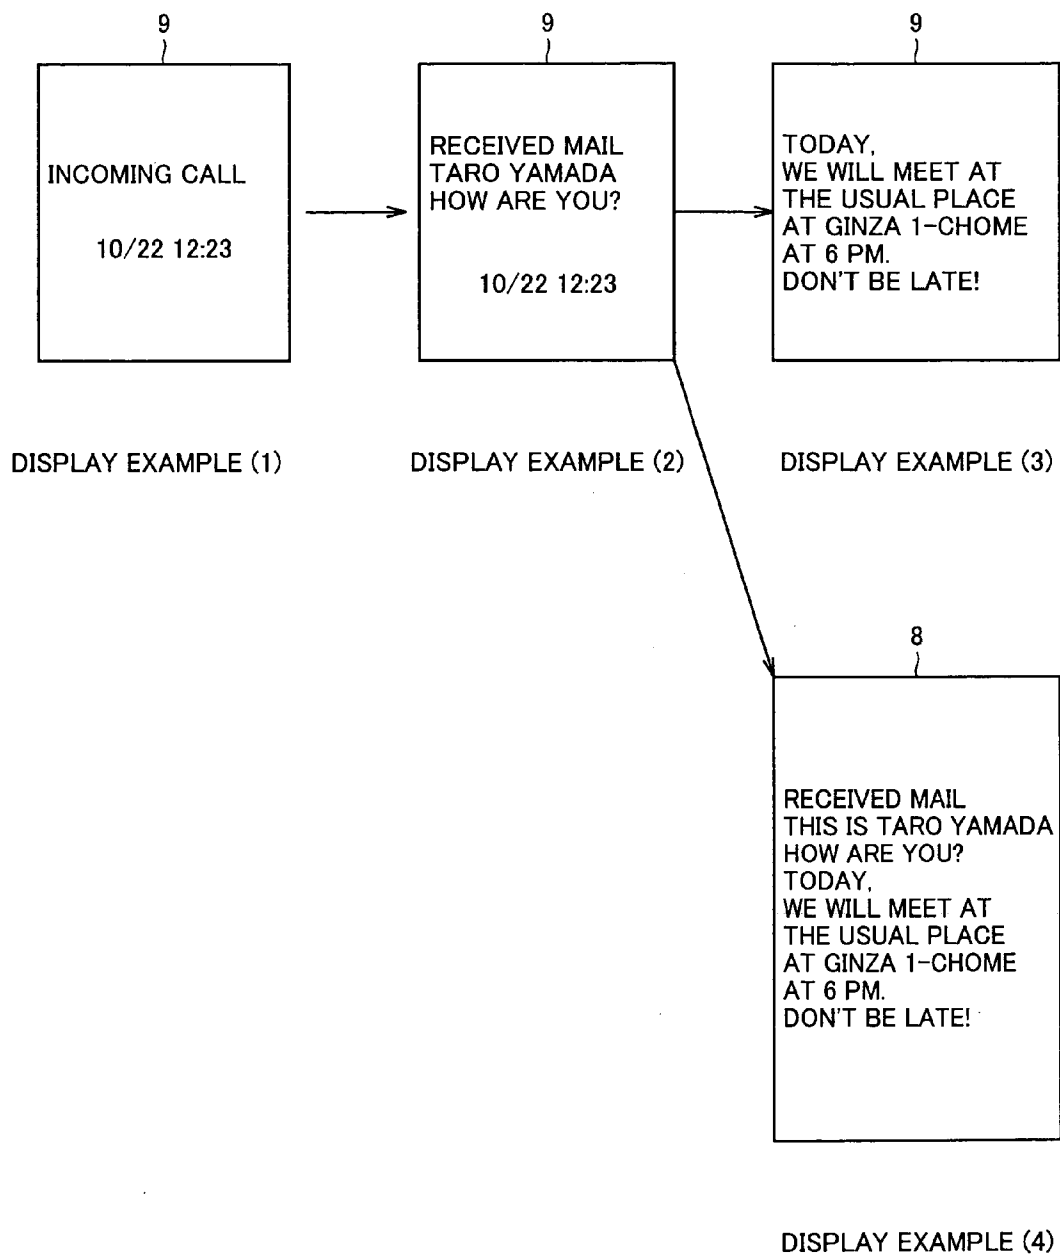 9
INCOMING CALL
10/22 12:23
DISPLAY EXAMPLE (1)
9
RECEIVED MAIL
TARO YAMADA
HOW ARE YOU?
10/22 12:23
DISPLAY EXAMPLE (2)
9
TODAY,
WE WILL MEET AT
THE USUAL PLACE
AT GINZA 1-CHOME
AT 6 PM.
DON'T BE LATE!
DISPLAY EXAMPLE (3)
8
RECEIVED MAIL
THIS IS TARO YAMADA
HOW ARE YOU?
TODAY,
WE WILL MEET AT
THE USUAL PLACE
AT GINZA 1-CHOME
AT 6 PM.
DON'T BE LATE!
DISPLAY EXAMPLE (4)